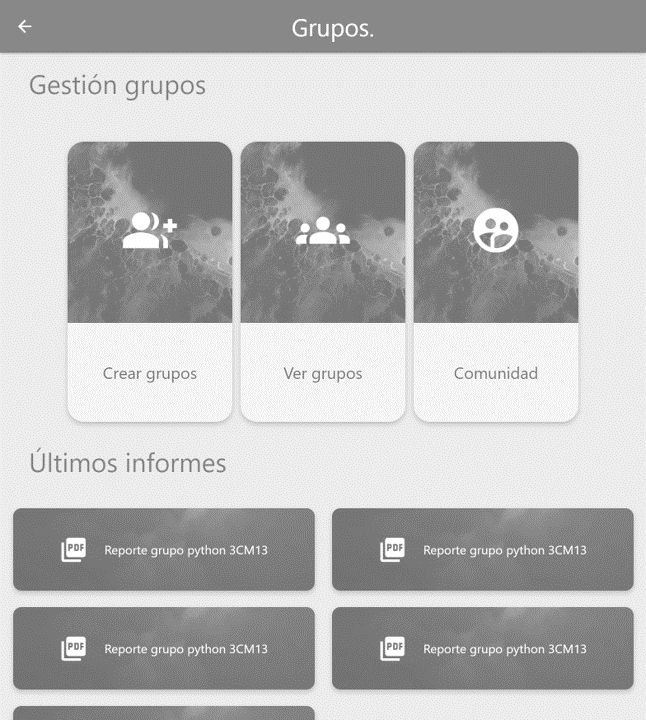 Grupos.
Gestión grupos
Crear grupos
Ver grupos
Comunidad
Últimos informes
PDF
Reporte grupo python 3CM13
PDF
Reporte grupo python 3CM13
PDF
Reporte grupo python 3CM13
PDF
Reporte grupo python 3CM13